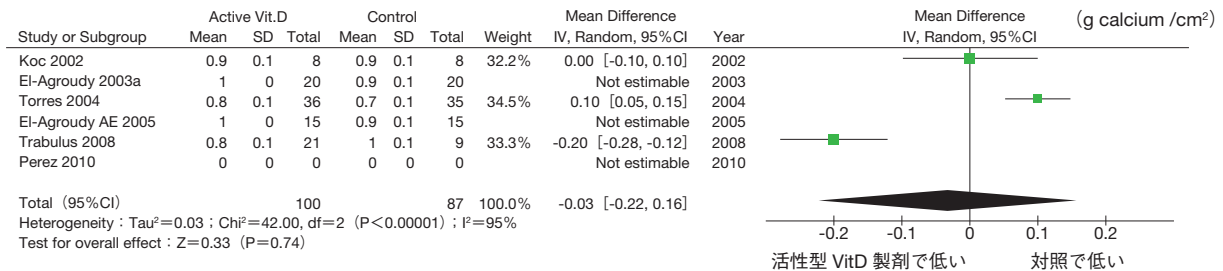 Active Vit.D Control Mean Difference Mean Difference (g calcium /cm²)
Study or Subgroup Mean SD Total Mean SD Total Weight IV, Random, 95%CI Year IV, Random, 95%CI
Koc 2002 0.9 0.1 8 0.9 0.1 8 32.2% 0.00［-0.10, 0.10］ 2002
El-Agroudy 2003a 1 0 20 0.9 0.1 20 Not estimable 2003
Torres 2004 0.8 0.1 36 0.7 0.1 35 34.5% 0.10［0.05, 0.15］ 2004
El-Agroudy AE 2005 1 0 15 0.9 0.1 15 Not estimable 2005
Trabulus 2008 0.8 0.1 21 1 0.1 9 33.3% -0.20［-0.28, -0.12］ 2008
Perez 2010 0 0 0 0 0 0 Not estimable 2010
Total（95%CI） 100 87 100.0% -0.03［-0.22, 0.16］
Heterogeneity：Tau²＝0.03；Chi²＝42.00, df＝2（P＜0.00001）；I²＝95%
Test for overall effect：Z＝0.33（P＝0.74）
-0.2 -0.1 0 0.1 0.2
活性型 VitD 製剤で低い 対照で低い